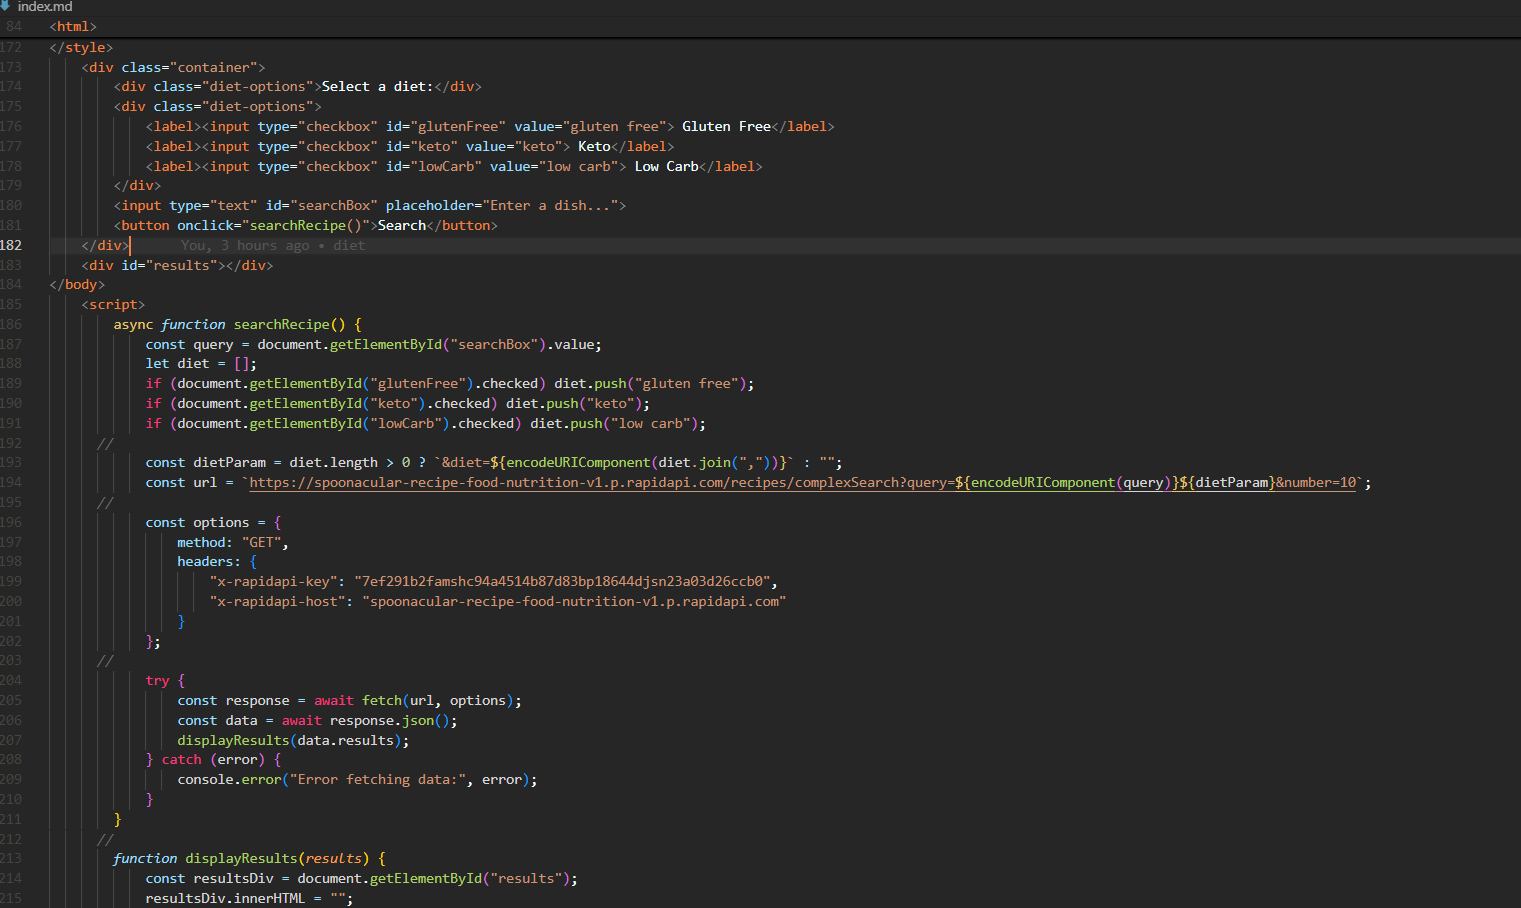 index.md
84 <html>
172 </style>
173 <div class="container">
174 <div class="diet-options">Select a diet:</div>
175 <div class="diet-options">
176 <label><input type="checkbox" id="glutenFree" value="gluten free"> Gluten Free</label>
177 <label><input type="checkbox" id="keto" value="keto"> Keto</label>
178 <label><input type="checkbox" id="lowCarb" value="low carb"> Low Carb</label>
179 </div>
180 <input type="text" id="searchBox" placeholder="Enter a dish...">
181 <button onclick="searchRecipe()">Search</button>
182 </div> You, 3 hours ago • diet
183 <div id="results"></div>
184 </body>
185 <script>
186 async function searchRecipe() {
187 const query = document.getElementById("searchBox").value;
188 let diet = [];
189 if (document.getElementById("glutenFree").checked) diet.push("gluten free");
190 if (document.getElementById("keto").checked) diet.push("keto");
191 if (document.getElementById("lowCarb").checked) diet.push("low carb");
192 //
193 const dietParam = diet.length > 0 ? `&diet=${encodeURIComponent(diet.join(","))}` : "";
194 const url = `https://spoonacular-recipe-food-nutrition-v1.p.rapidapi.com/recipes/complexSearch?query=${encodeURIComponent(query)}${dietParam}&number=10`;
195 //
196 const options = {
197 method: "GET",
198 headers: {
199 "x-rapidapi-key": "7ef291b2famshc94a4514b87d83bp18644djsn23a03d26ccb0",
200 "x-rapidapi-host": "spoonacular-recipe-food-nutrition-v1.p.rapidapi.com"
201 }
202 };
203 //
204 try {
205 const response = await fetch(url, options);
206 const data = await response.json();
207 displayResults(data.results);
208 } catch (error) {
209 console.error("Error fetching data:", error);
210 }
211 }
212 //
213 function displayResults(results) {
214 const resultsDiv = document.getElementById("results");
215 resultsDiv.innerHTML = "";